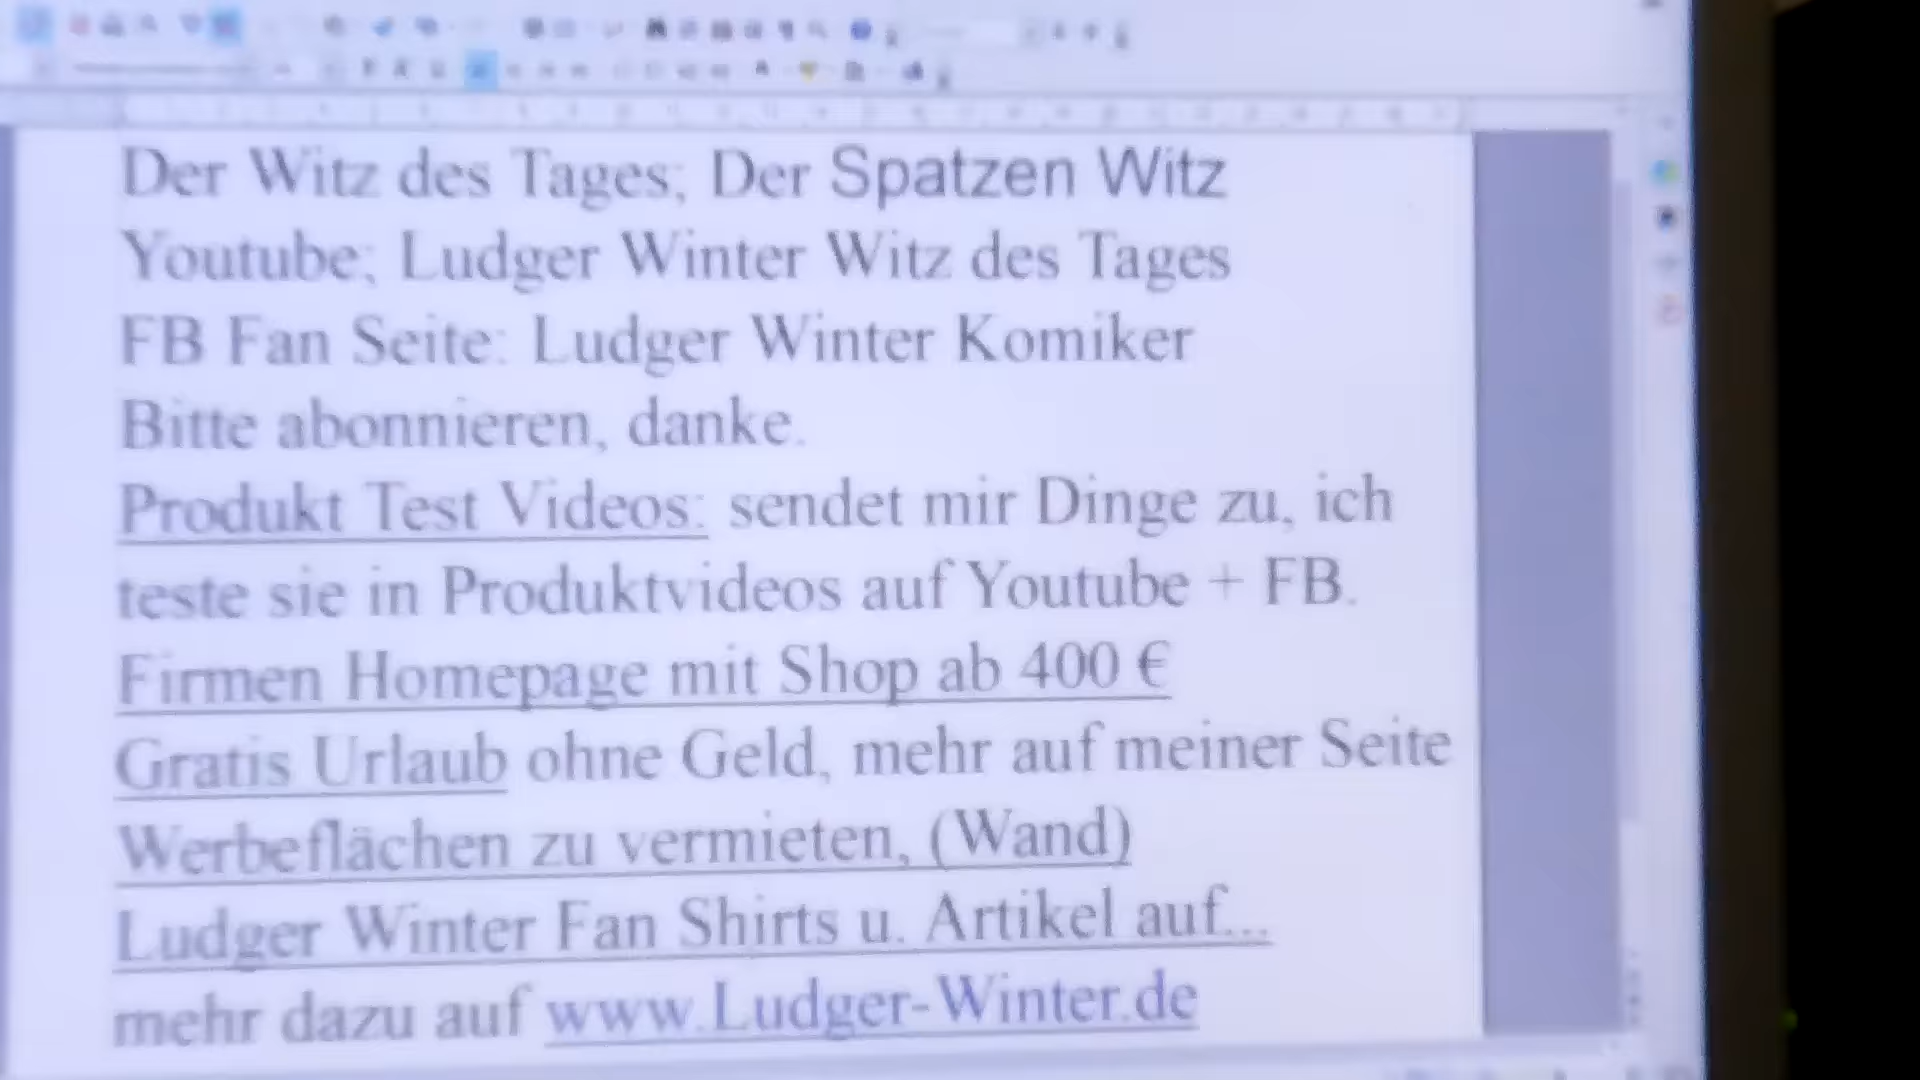 Der Witz des Tages; Der Spatzen Witz
Youtube; Ludger Winter Witz des Tages
FB Fan Seite: Ludger Winter Komiker
Bitte abonnieren, danke.
Produkt Test Videos: sendet mir Dinge zu, ich
teste sie in Produktvideos auf Youtube + FB.
Firmen Homepage mit Shop ab 400 €
Gratis Urlaub ohne Geld, mehr auf meiner Seite
Werbeflächen zu vermieten, (Wand)
Ludger Winter Fan Shirts u. Artikel auf...
mehr dazu auf www.Ludger-Winter.de